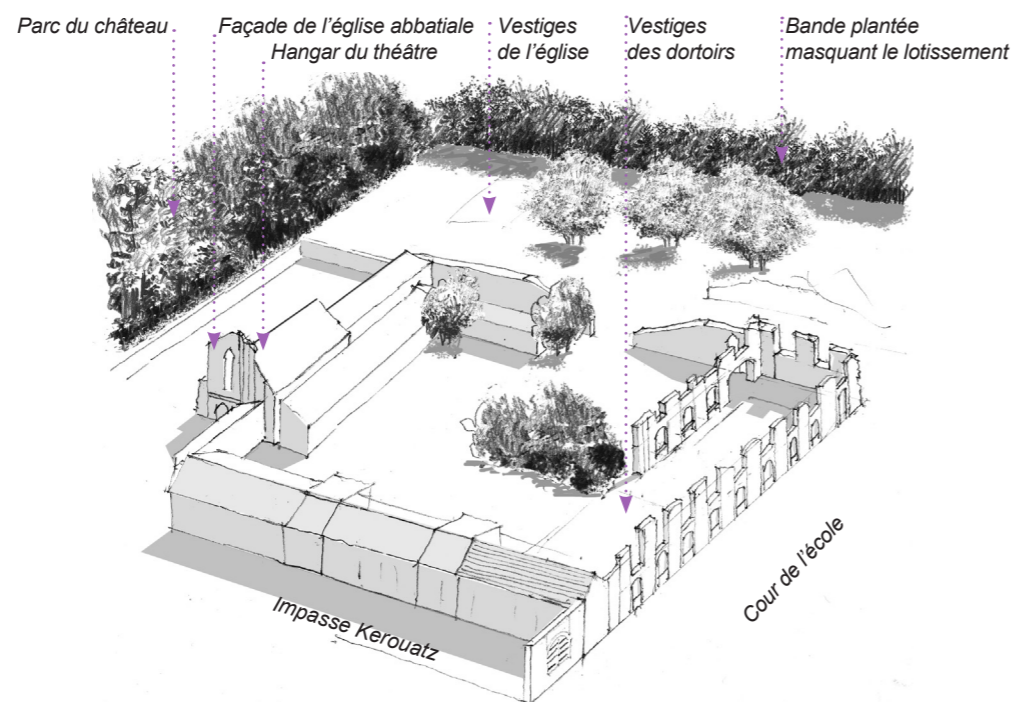 Parc du château
Façade de l'église abbatiale
Hangar du théâtre
Vestiges
de l'église
Vestiges
des dortoirs
Bande plantée
masquant le lotissement
Cour de l'école
Impasse Kerouatz